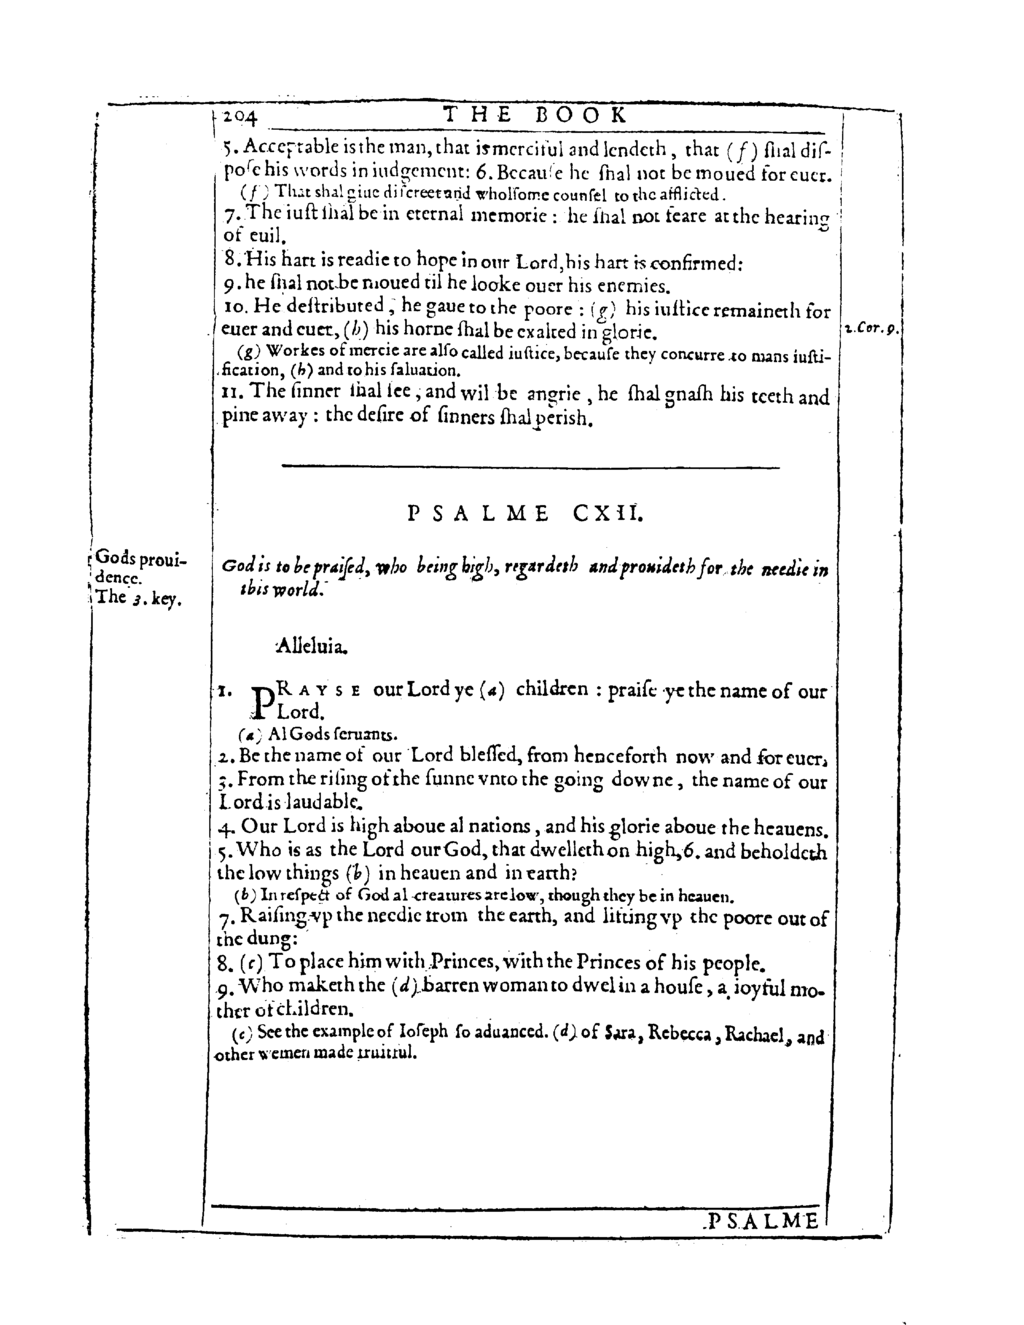 204 THE BOOK
5. Acceptable is the man, that is merciful and lendeth, that (f) ſhal diſ-
poſe his words in iudgement: 6. Becauſe he ſhal not be moued for euer.
(f) That shal giue diſcreet and wholſome counſel to the afflicted.
7. The iuſt ſhal be in eternal memorie : he ſhal not feare at the hearing
of euil.
8. His hart is readie to hope in our Lord, his hart is confirmed:
9. he ſhal not be moued til he looke ouer his enemies.
10. He deſtributed, he gaue to the poore : (g) his iuſtice remaineth for
euer and euer, (h) his horne ſhal be exalted in glorie.
2. Cor. 9.
(g) Workes of mercie are alſo called iuſtice, becauſe they concurre to mans iuſti-
fication, (h) and to his ſaluation.
11. The ſinner ſhal ſee, and wil be angrie, he ſhal gnaſh his teeth and
pine away : the deſire of ſinners ſhal perish.
PSALME CXII.
Gods proui-
dence.
The 3. key.
God is to be praiſed, who being high, regardeth and prouideth for the needie in
this world.
Alleluia.
1. PRAYSE our Lord ye (a) children : praiſe ye the name of our
Lord.
(a) Al Gods ſeruants.
2. Be the name of our Lord bleſſed, from henceforth now and for euer,
3. From the riſing of the ſunne vnto the going downe, the name of our
Lord is laudable.
4. Our Lord is high aboue al nations, and his glorie aboue the heauens.
5. Who is as the Lord our God, that dwelleth on high, 6. and beholdeth
the low things (b) in heauen and in earth?
(b) In reſpect of God al creatures are low, though they be in heauen.
7. Raiſing vp the needie from the earth, and lifting vp the poore out of
the dung:
8. (c) To place him with Princes, with the Princes of his people.
9. Who maketh the (d) barren woman to dwel in a houſe, a ioyful mo-
ther of children.
(c) See the example of Ioſeph ſo aduanced. (d) of Sara, Rebecca, Rachael, and
other wemen made fruitful.
PSALME